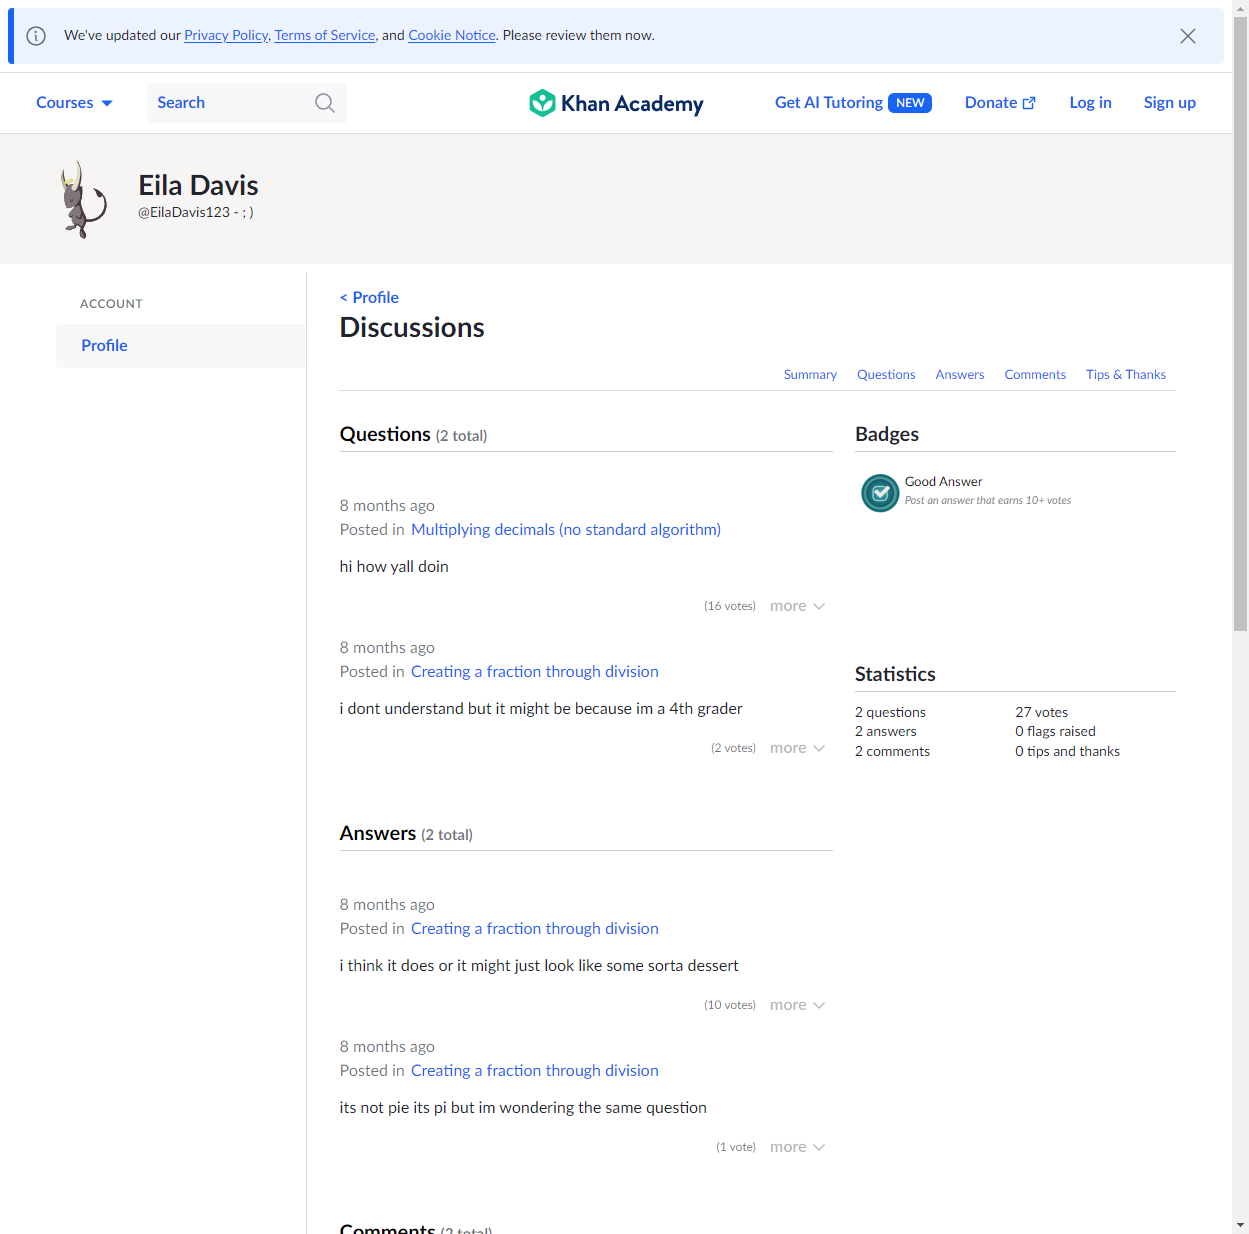 We've updated our Privacy Policy, Terms of Service, and Cookie Notice. Please review them now.
Courses
Search
Khan Academy
Get AI Tutoring NEW
Donate
Log in
Sign up
Eila Davis
@EilaDavis123 - ; )
ACCOUNT
Profile
< Profile
Discussions
Summary
Questions
Answers
Comments
Tips & Thanks
Questions (2 total)
8 months ago
Posted in Multiplying decimals (no standard algorithm)
hi how yall doin
(16 votes) more
8 months ago
Posted in Creating a fraction through division
i dont understand but it might be because im a 4th grader
(2 votes) more
Answers (2 total)
8 months ago
Posted in Creating a fraction through division
i think it does or it might just look like some sorta dessert
(10 votes) more
8 months ago
Posted in Creating a fraction through division
its not pie its pi but im wondering the same question
(1 vote) more
Comments (2 total)
Badges
Good Answer
Post an answer that earns 10+ votes
Statistics
2 questions
2 answers
2 comments
27 votes
0 flags raised
0 tips and thanks